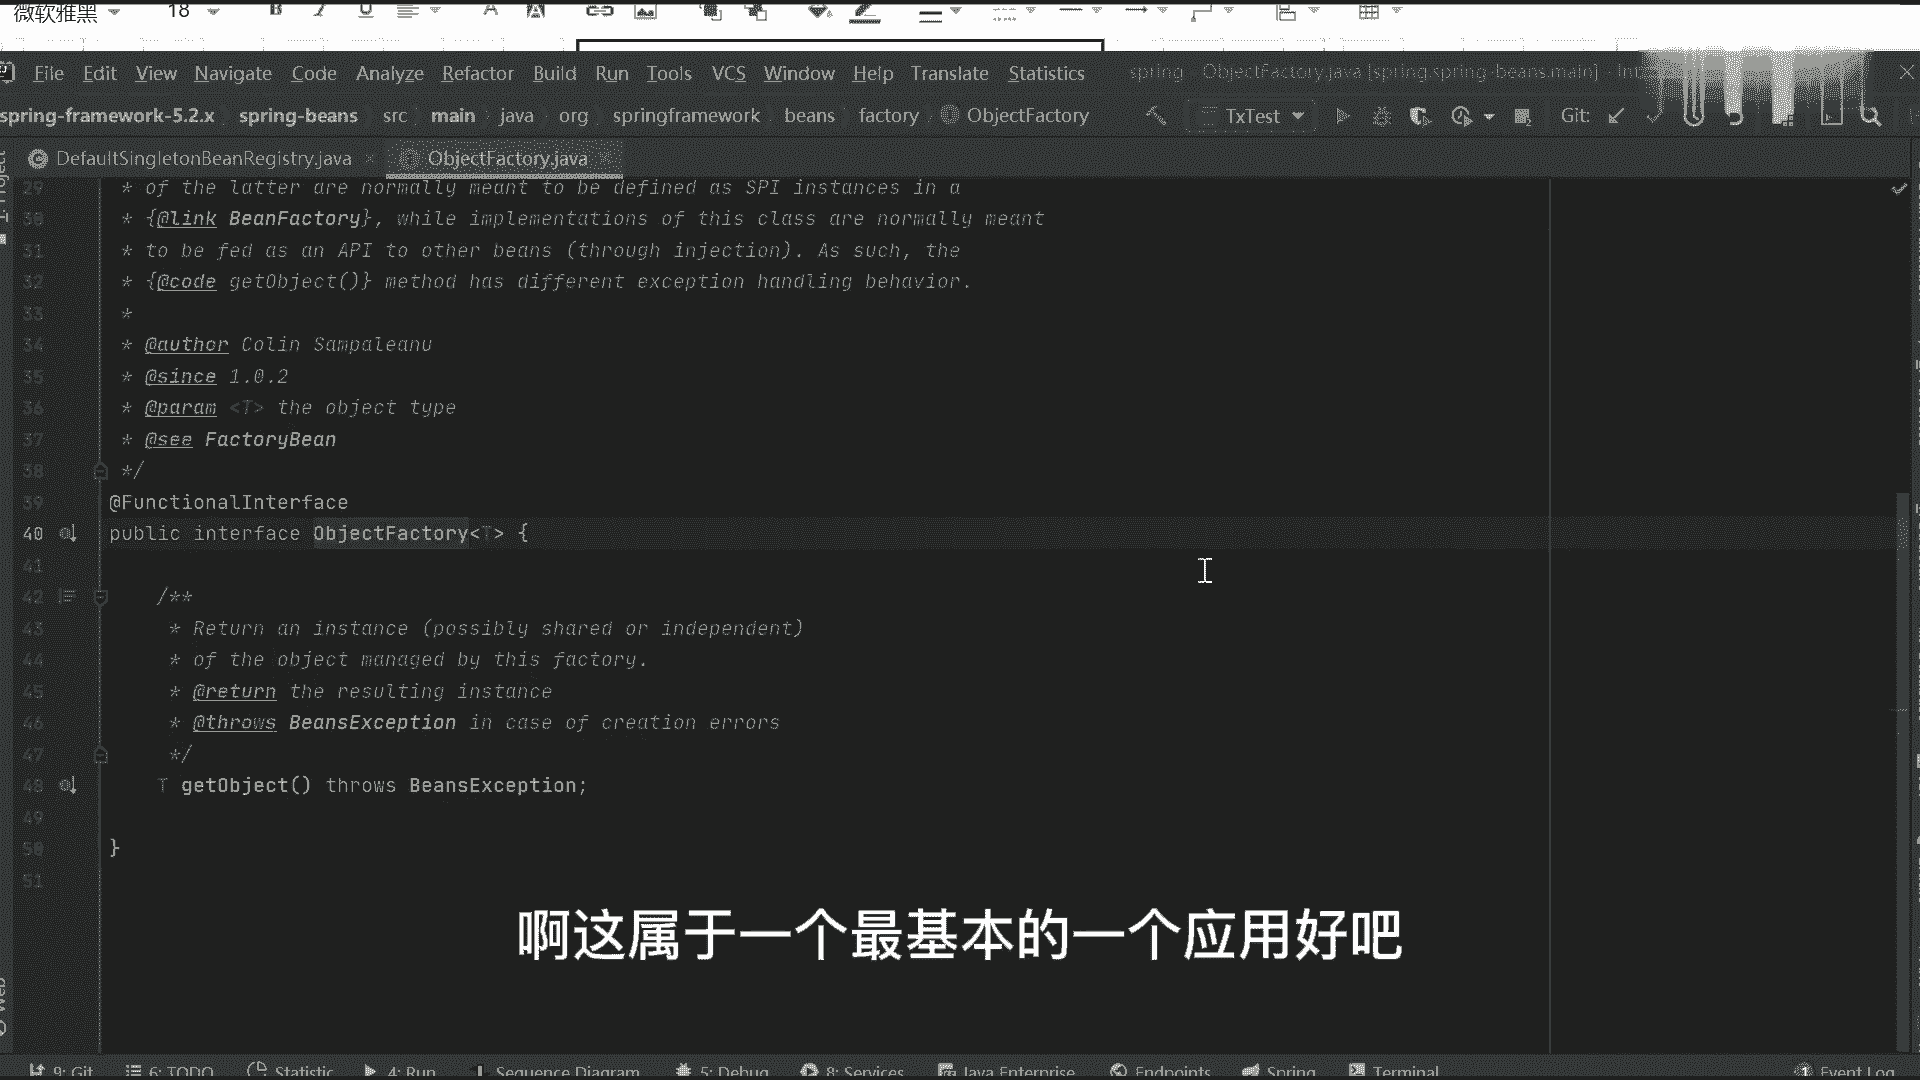 微软雅黑 18
File Edit View Navigate Code Analyze Refactor Build Run Tools VCS Window Help Translate Statistics spring ObjectFactory.java [spring.spring-beans.main]
spring-framework-5.2.x spring-beans src main java org springframework beans factory ObjectFactory TxTest Git:
DefaultSingletonBeanRegistry.java ObjectFactory.java
29 * of the latter are normally meant to be defined as SPI instances in a
30 * {@link BeanFactory}, while implementations of this class are normally meant
31 * to be fed as an API to other beans (through injection). As such, the
32 * {@code getObject()} method has different exception handling behavior.
33 *
34 * @author Colin Sampaleanu
35 * @since 1.0.2
36 * @param <T> the object type
37 * @see FactoryBean
38 */
39 @FunctionalInterface
40 public interface ObjectFactory<T> {
41
42 /**
43 * Return an instance (possibly shared or independent)
44 * of the object managed by this factory.
45 * @return the resulting instance
46 * @throws BeansException in case of creation errors
47 */
48 T getObject() throws BeansException;
49
50 }
51
啊这属于一个最基本的一个应用好吧
9: Git 6: TODO Statistic 4: Run Sequence Diagram 5: Debug 8: Services Java Enterprise Endpoints Spring Terminal 1 Event Log